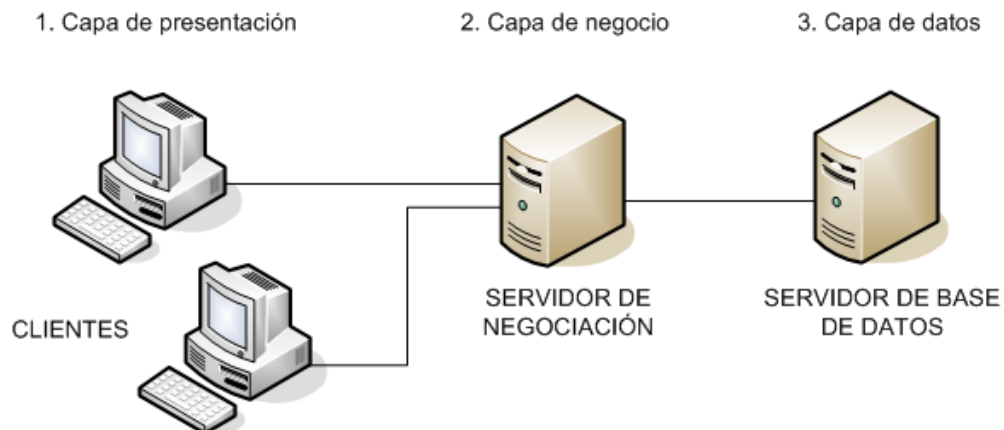 1. Capa de presentación
2. Capa de negocio
3. Capa de datos
CLIENTES
SERVIDOR DE
NEGOCIACIÓN
SERVIDOR DE BASE
DE DATOS